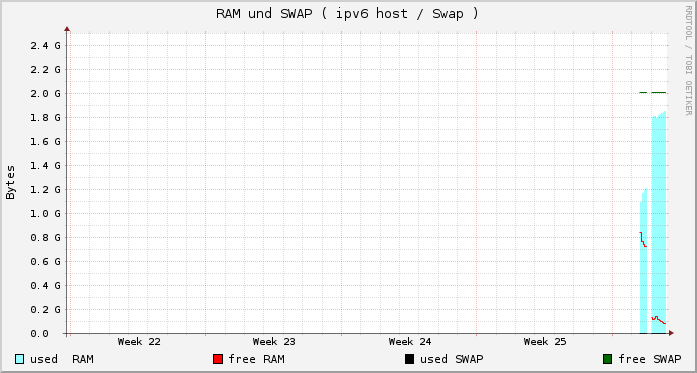 RAM und SWAP ( ipv6 host / Swap )
RRDTOOL / TOBI OETIKER
Bytes
2.4 G
2.2 G
2.0 G
1.8 G
1.6 G
1.4 G
1.2 G
1.0 G
0.8 G
0.6 G
0.4 G
0.2 G
0.0
Week 22 Week 23 Week 24 Week 25
used RAM free RAM used SWAP free SWAP